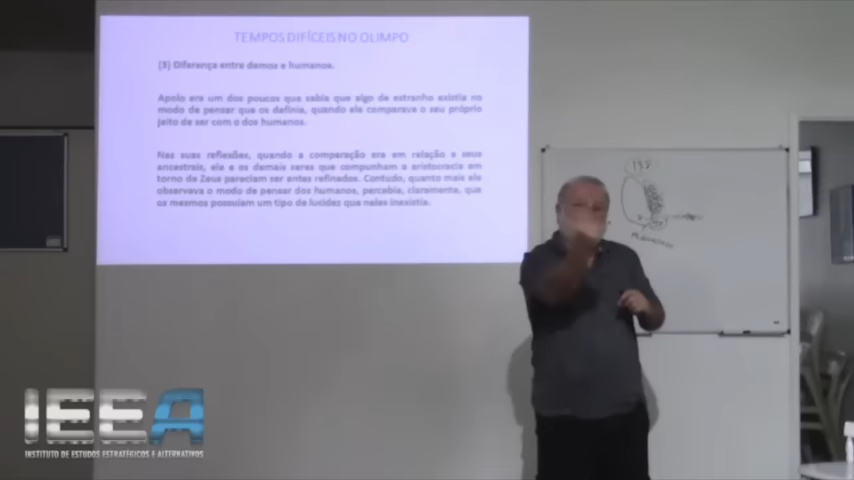 TEMPOS DIFÍCEIS NO OLIMPO
(3) Diferença entre demos e humanos.
Apolo era um dos poucos que sabia que algo de estranho existia no
modo de pensar que os definia, quando ele comparava o seu próprio
jeito de ser com o dos humanos.
Nas suas reflexões, quando a comparação era em relação a seus
ancestrais, ele e os demais seres que compunham a aristocracia em
torno de Zeus pareciam ser entes refinados. Contudo, quanto mais ele
observava o modo de pensar dos humanos, percebia, claramente, que
os mesmos possuíam um tipo de lucidez que neles inexistia.
IEEA
INSTITUTO DE ESTUDOS ESTRATÉGICOS E ALTERNATIVOS